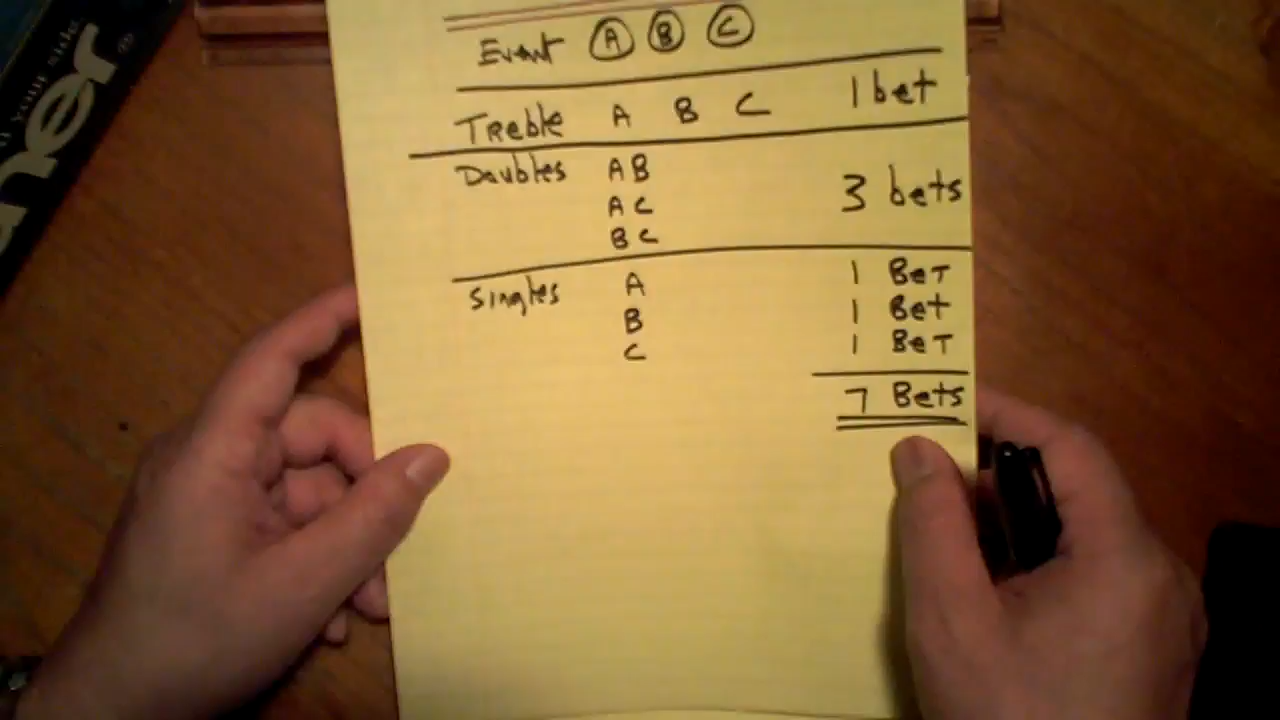 Event A B C
Treble A B C 1 bet
Doubles AB
AC 3 bets
BC
Singles A 1 BeT
B 1 Bet
C 1 BeT
7 Bets
ner®